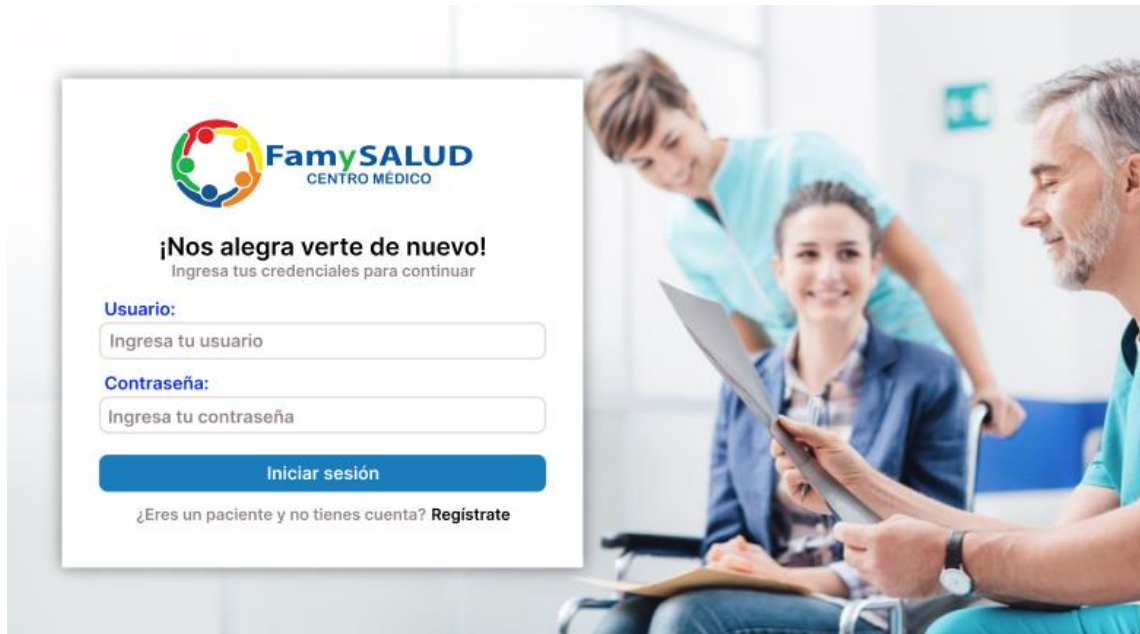 FamySALUD
CENTRO MÉDICO
¡Nos alegra verte de nuevo!
Ingresa tus credenciales para continuar
Usuario:
Ingresa tu usuario
Contraseña:
Ingresa tu contraseña
Iniciar sesión
¿Eres un paciente y no tienes cuenta? Regístrate